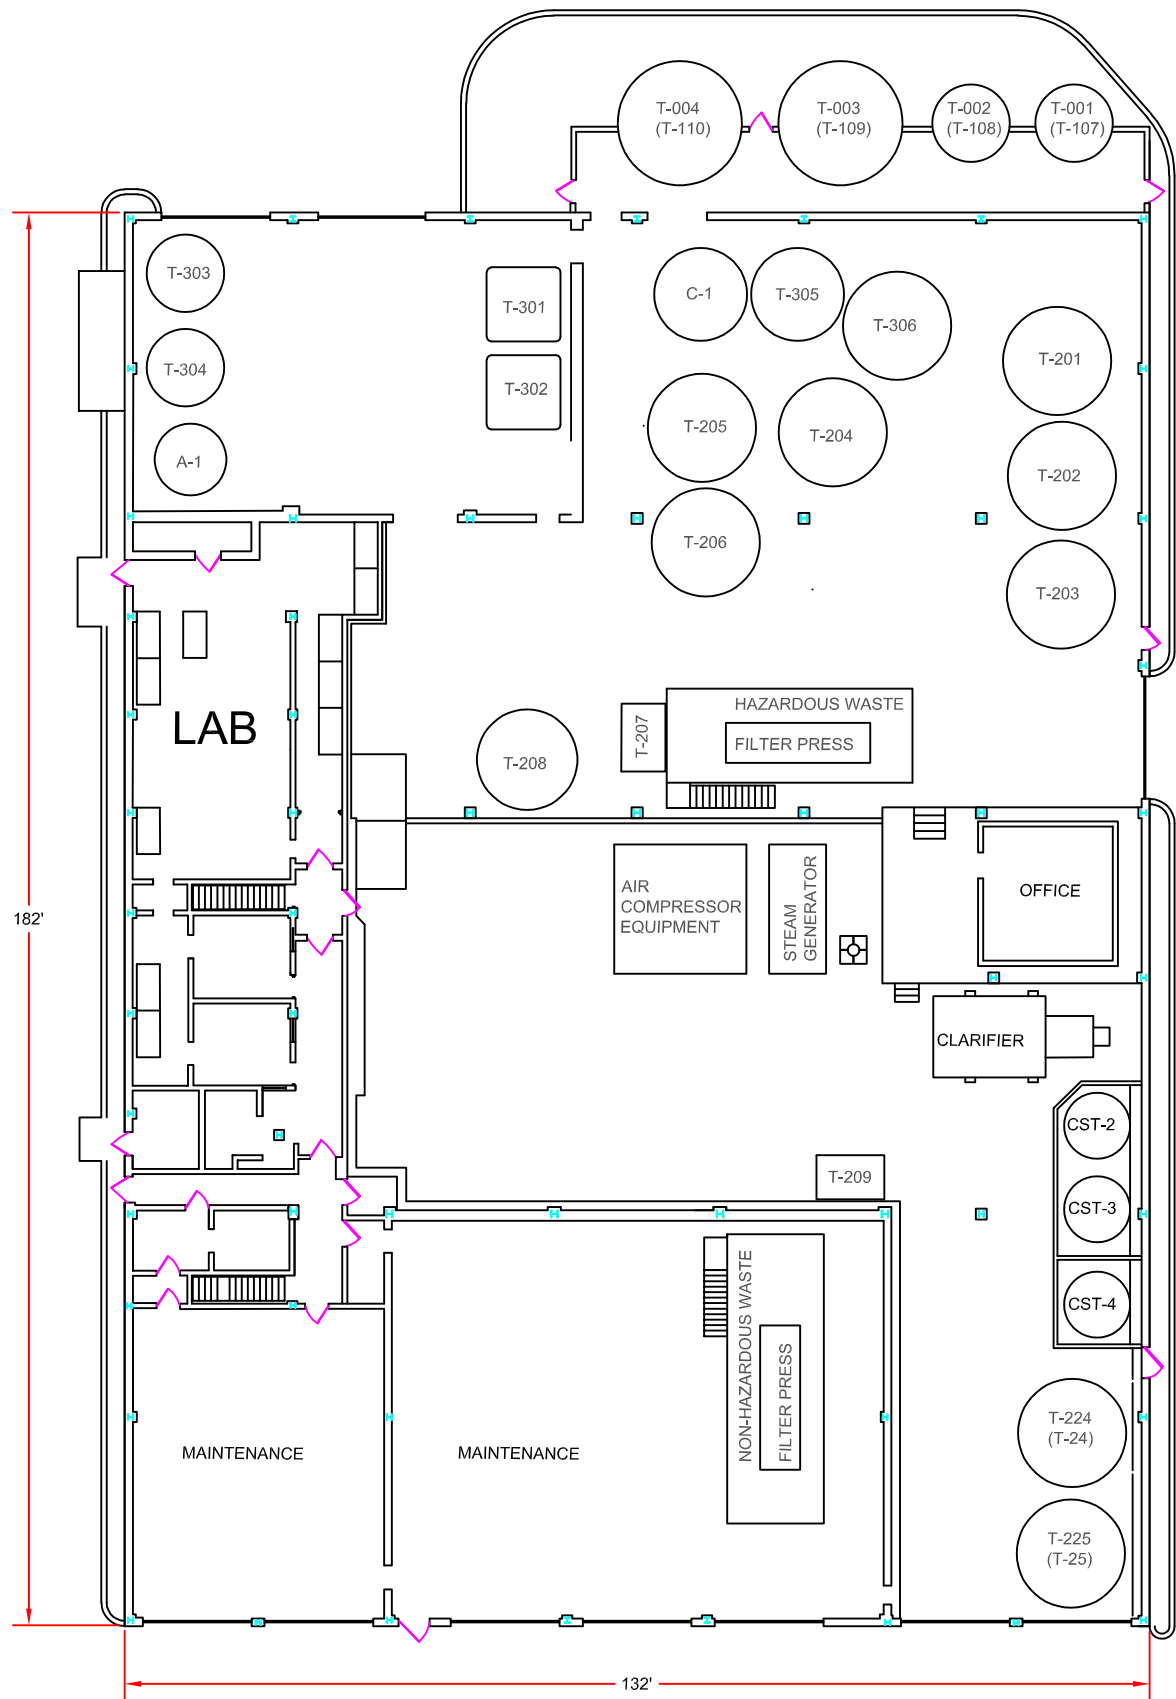 T-004
(T-110)
T-003
(T-109)
T-002
(T-108)
T-001
(T-107)
T-303
T-301
C-1
T-305
T-306
T-304
T-302
T-201
A-1
T-205
T-204
T-202
T-206
T-203
LAB
T-208
T-207
HAZARDOUS WASTE
FILTER PRESS
182'
AIR
COMPRESSOR
EQUIPMENT
STEAM
GENERATOR
OFFICE
CLARIFIER
CST-2
T-209
CST-3
CST-4
NON-HAZARDOUS WASTE
FILTER PRESS
MAINTENANCE
MAINTENANCE
T-224
(T-24)
T-225
(T-25)
132'